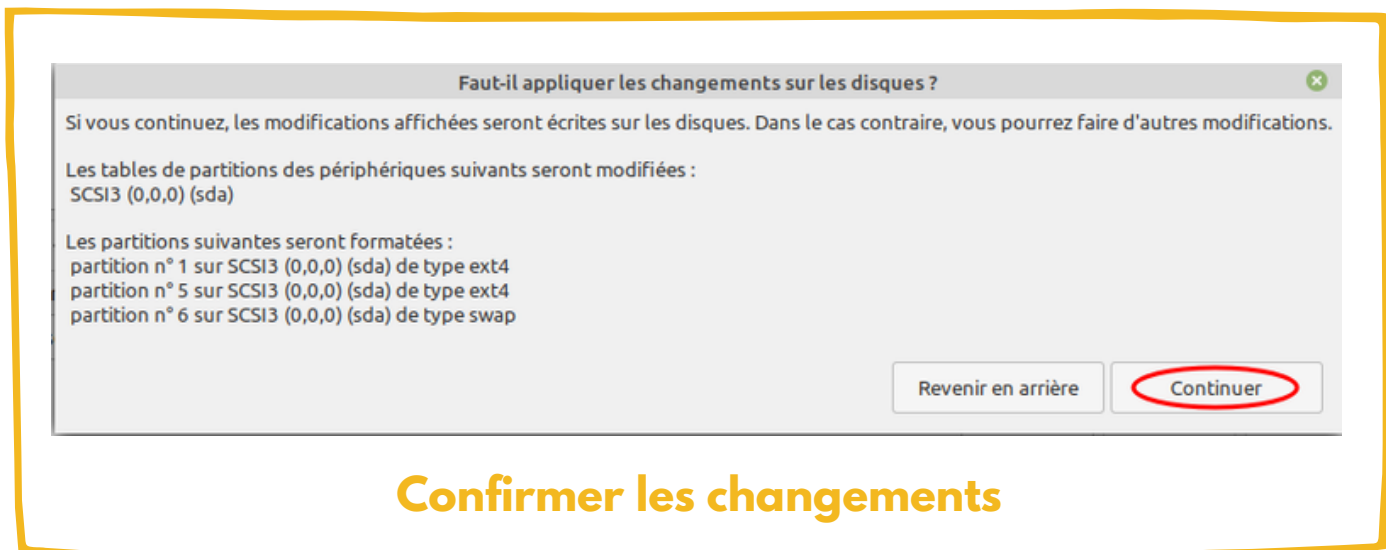 Faut-il appliquer les changements sur les disques ?
Si vous continuez, les modifications affichées seront écrites sur les disques. Dans le cas contraire, vous pourrez faire d'autres modifications.
Les tables de partitions des périphériques suivants seront modifiées :
SCSI3 (0,0,0) (sda)
Les partitions suivantes seront formatées :
partition n° 1 sur SCSI3 (0,0,0) (sda) de type ext4
partition n° 5 sur SCSI3 (0,0,0) (sda) de type ext4
partition n° 6 sur SCSI3 (0,0,0) (sda) de type swap
Revenir en arrière Continuer
Confirmer les changements